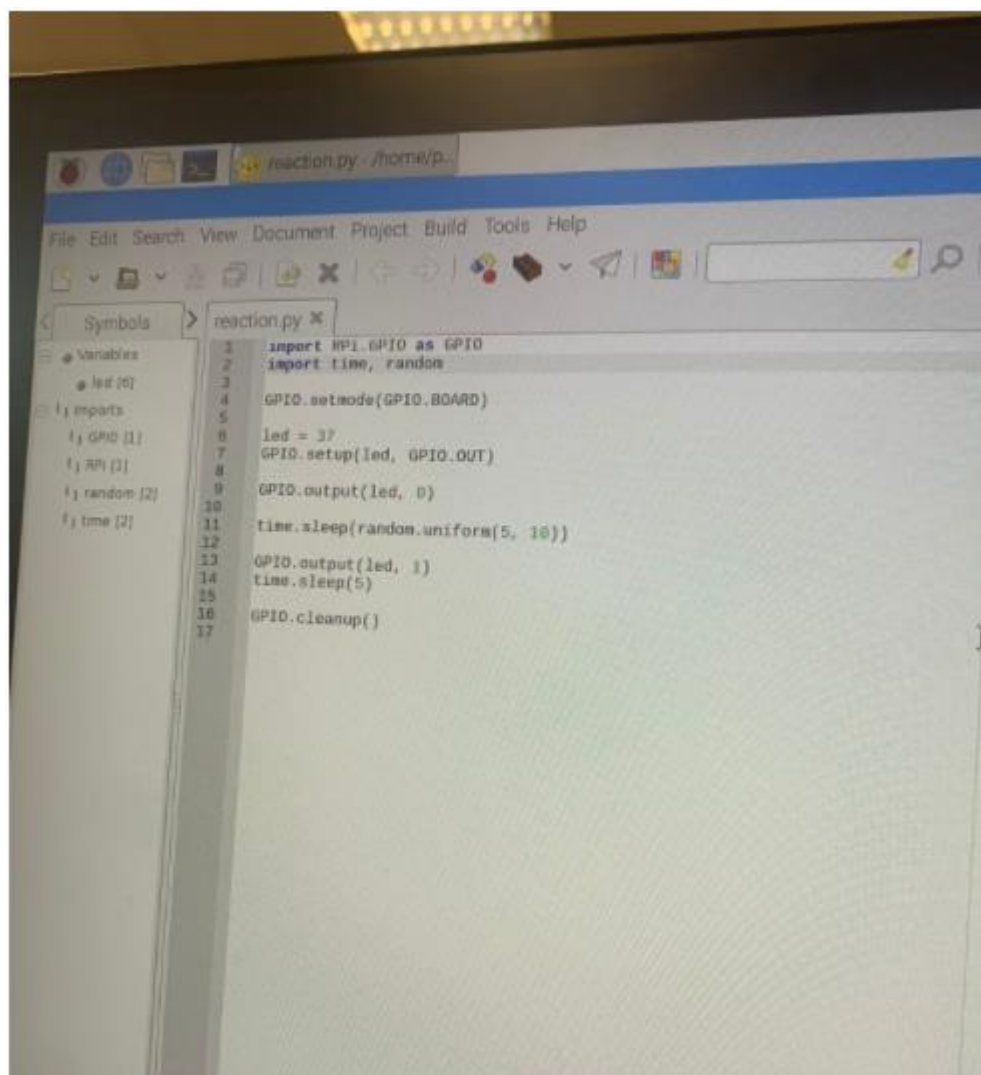 reaction.py - /home/p..
File Edit Search View Document Project Build Tools Help
Symbols
reaction.py
Variables
led [6]
Imports
GPIO [1]
RPi [1]
random [2]
time [2]
1 import RPi.GPIO as GPIO
2 import time, random
3
4 GPIO.setmode(GPIO.BOARD)
5
6 led = 37
7 GPIO.setup(led, GPIO.OUT)
8
9 GPIO.output(led, 0)
10
11 time.sleep(random.uniform(5, 10))
12
13 GPIO.output(led, 1)
14 time.sleep(5)
15
16 GPIO.cleanup()
17